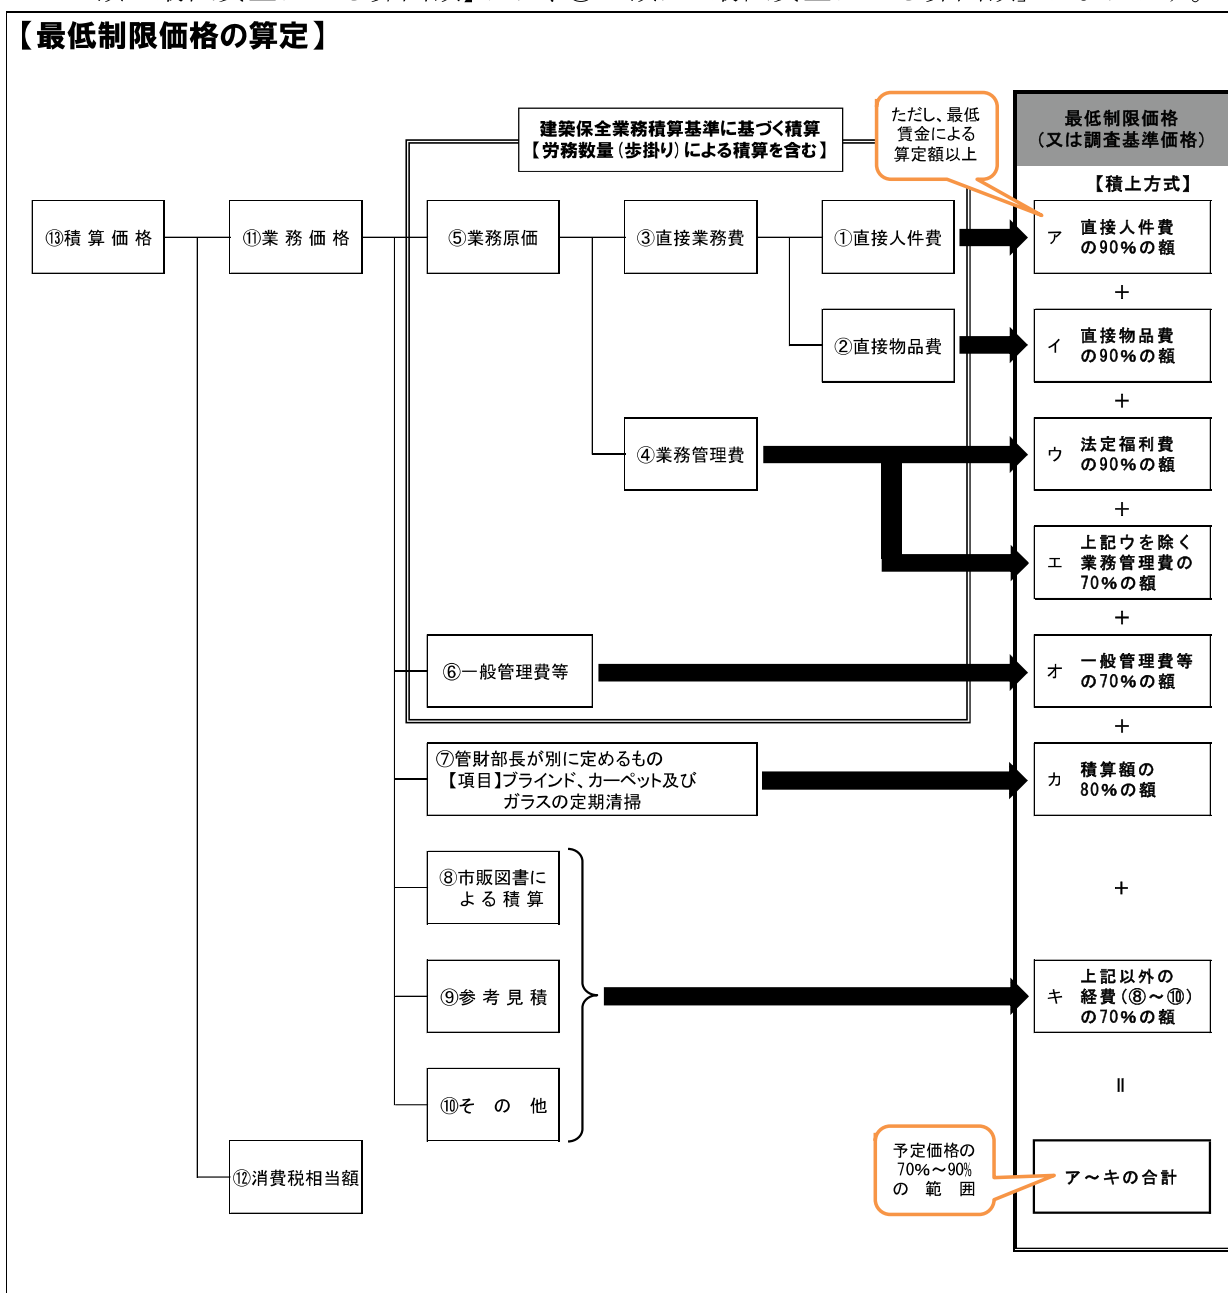 【最低制限価格の算定】
建築保全業務積算基準に基づく積算
【労務数量(歩掛り)による積算を含む】
ただし、最低
賃金による
算定額以上
最低制限価格
(又は調査基準価格)
【積上方式】
⑬積算価格
⑪業務価格
⑤業務原価
③直接業務費
①直接人件費
ア 直接人件費
の90%の額
+
②直接物品費
イ 直接物品費
の90%の額
+
④業務管理費
ウ 法定福利費
の90%の額
+
エ 上記ウを除く
業務管理費の
70%の額
+
⑥一般管理費等
オ 一般管理費等
の70%の額
+
⑦管財部長が別に定めるもの
【項目】ブラインド、カーペット及び
ガラスの定期清掃
カ 積算額の
80%の額
+
⑧市販図書に
よる積算
⑨参考見積
キ 上記以外の
経費(⑧~⑩)
の70%の額
=
⑩その他
⑫消費税相当額
予定価格の
70%~90%
の範囲
ア~キの合計